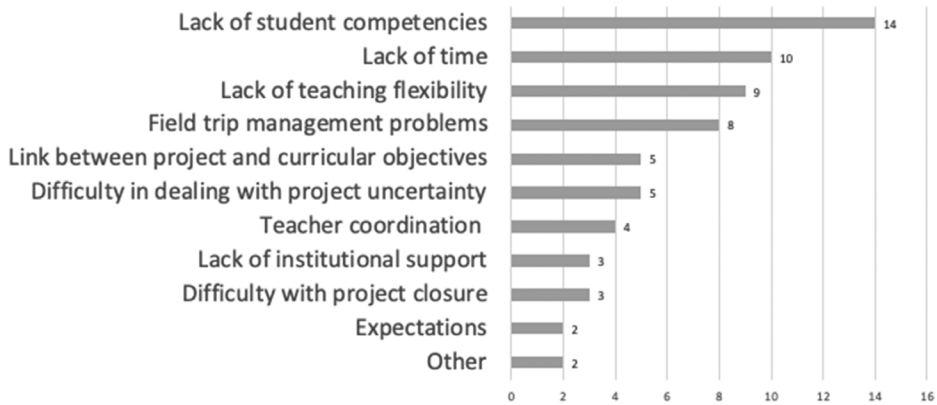 Lack of student competencies 14
Lack of time 10
Lack of teaching flexibility 9
Field trip management problems 8
Link between project and curricular objectives 5
Difficulty in dealing with project uncertainty 5
Teacher coordination 4
Lack of institutional support 3
Difficulty with project closure 3
Expectations 2
Other 2
0 2 4 6 8 10 12 14 16